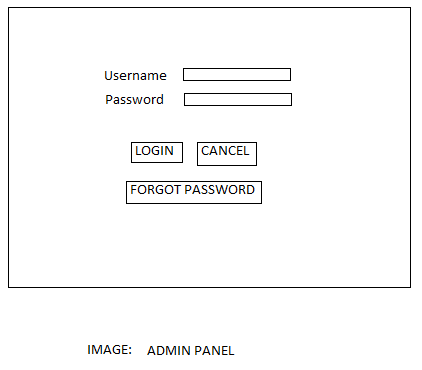 Username
Password
LOGIN CANCEL
FORGOT PASSWORD
IMAGE: ADMIN PANEL